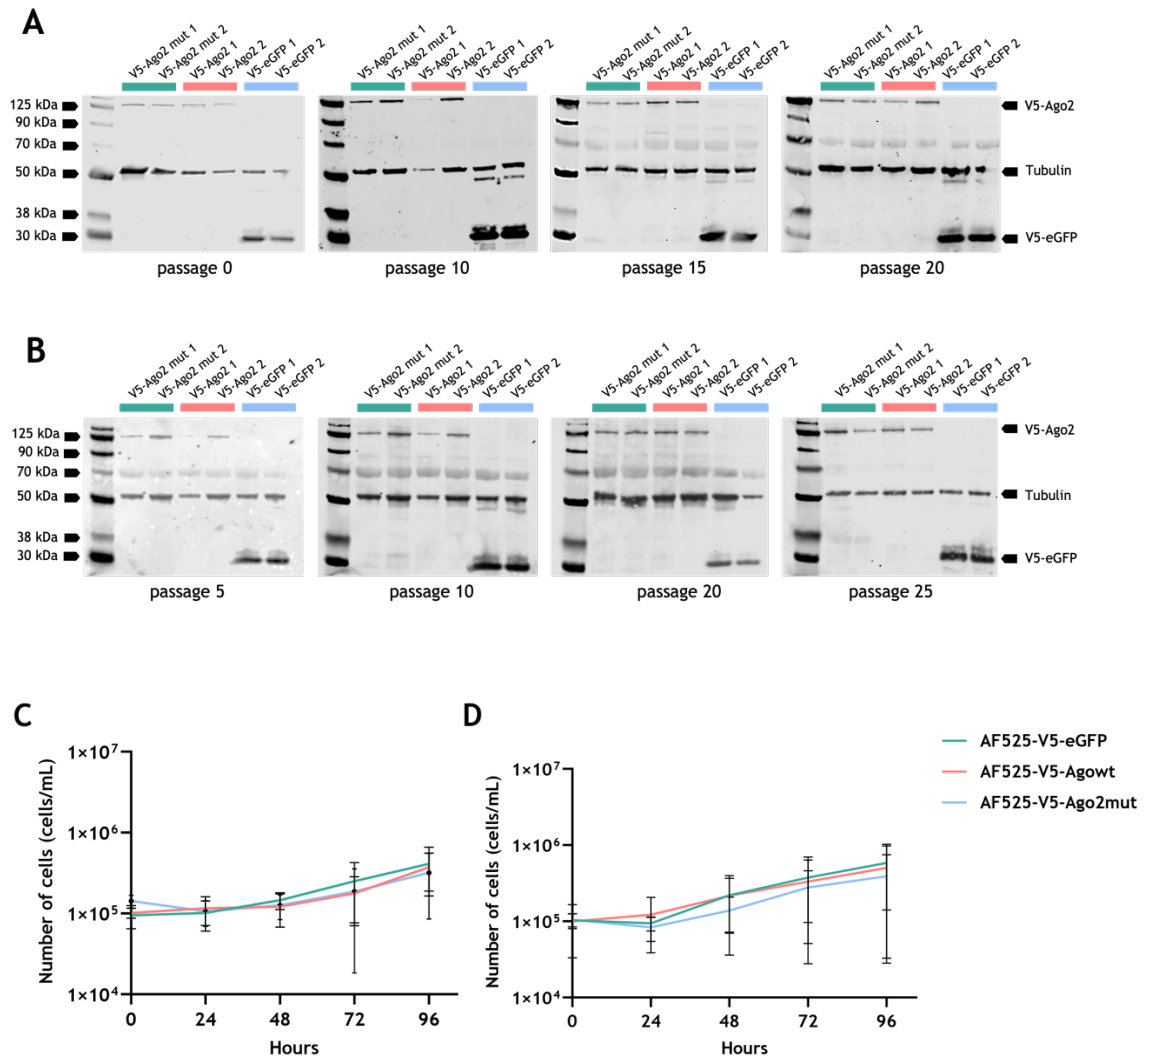 A
V5-Ago2 mut 1
V5-Ago2 mut 2
V5-Ago2 1
V5-Ago2 2
V5-eGFP 1
V5-eGFP 2
V5-Ago2 mut 1
V5-Ago2 mut 2
V5-Ago2 1
V5-Ago2 2
V5-eGFP 1
V5-eGFP 2
V5-Ago2 mut 1
V5-Ago2 mut 2
V5-Ago2 1
V5-Ago2 2
V5-eGFP 1
V5-eGFP 2
V5-Ago2 mut 1
V5-Ago2 mut 2
V5-Ago2 1
V5-Ago2 2
V5-eGFP 1
V5-eGFP 2
125 kDa
90 kDa
70 kDa
50 kDa
38 kDa
30 kDa
V5-Ago2
Tubulin
V5-eGFP
passage 0
passage 10
passage 15
passage 20
B
V5-Ago2 mut 1
V5-Ago2 mut 2
V5-Ago2 1
V5-Ago2 2
V5-eGFP 1
V5-eGFP 2
V5-Ago2 mut 1
V5-Ago2 mut 2
V5-Ago2 1
V5-Ago2 2
V5-eGFP 1
V5-eGFP 2
V5-Ago2 mut 1
V5-Ago2 mut 2
V5-Ago2 1
V5-Ago2 2
V5-eGFP 1
V5-eGFP 2
V5-Ago2 mut 1
V5-Ago2 mut 2
V5-Ago2 1
V5-Ago2 2
V5-eGFP 1
V5-eGFP 2
125 kDa
90 kDa
70 kDa
50 kDa
38 kDa
30 kDa
V5-Ago2
Tubulin
V5-eGFP
passage 5
passage 10
passage 20
passage 25
C
Number of cells (cells/mL)
1×10⁷
1×10⁶
1×10⁵
1×10⁴
0
24
48
72
96
Hours
D
Number of cells (cells/mL)
1×10⁷
1×10⁶
1×10⁵
1×10⁴
0
24
48
72
96
Hours
AF525-V5-eGFP
AF525-V5-Agowt
AF525-V5-Ago2mut